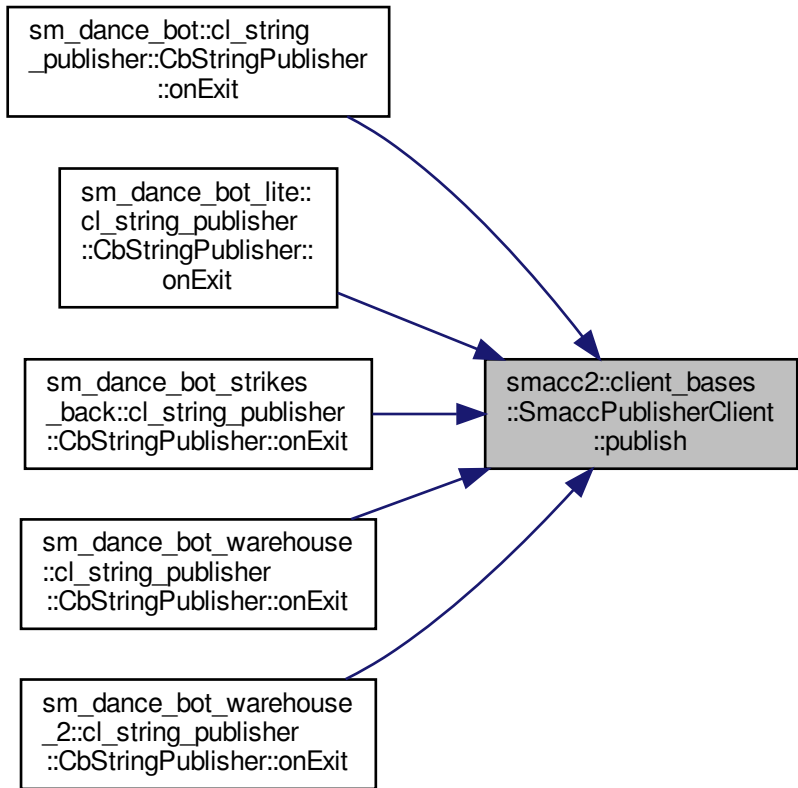 sm_dance_bot::cl_string
_publisher::CbStringPublisher
::onExit
sm_dance_bot_lite::
cl_string_publisher
::CbStringPublisher::
onExit
sm_dance_bot_strikes
_back::cl_string_publisher
::CbStringPublisher::onExit
smacc2::client_bases
::SmaccPublisherClient
::publish
sm_dance_bot_warehouse
::cl_string_publisher
::CbStringPublisher::onExit
sm_dance_bot_warehouse
_2::cl_string_publisher
::CbStringPublisher::onExit